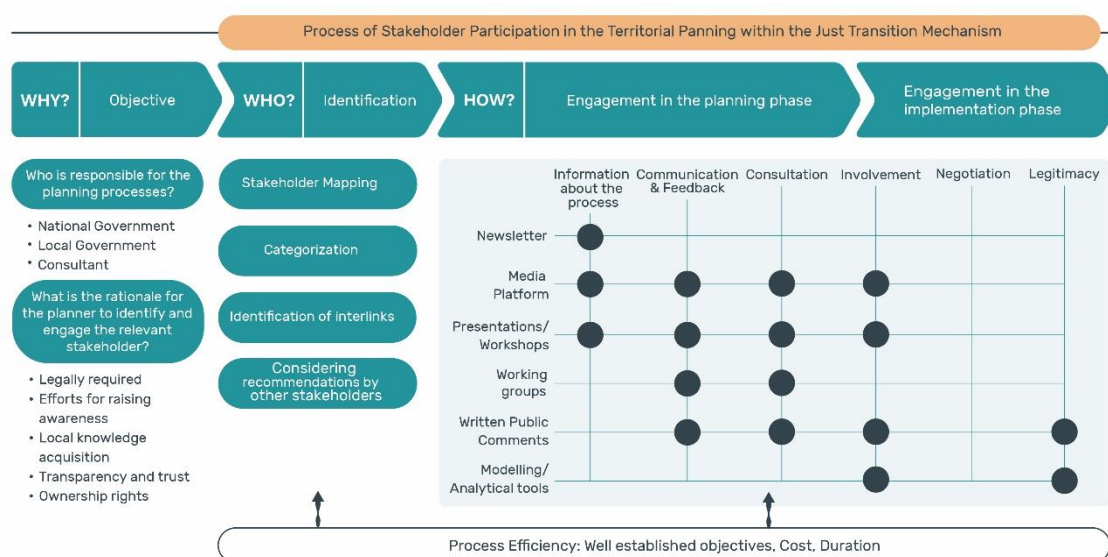 Process of Stakeholder Participation in the Territorial Panning within the Just Transition Mechanism
WHY?
Objective
WHO?
Identification
HOW?
Engagement in the planning phase
Engagement in the
implementation phase
Who is responsible for the
planning processes?
• National Government
• Local Government
• Consultant
What is the rationale for
the planner to identify and
engage the relevant
stakeholder?
• Legally required
• Efforts for raising
awareness
• Local knowledge
acquisition
• Transparency and trust
• Ownership rights
Stakeholder Mapping
Categorization
Identification of interlinks
Considering
recommendations by
other stakeholders
Information
about the
process
Communication
& Feedback
Consultation
Involvement
Negotiation
Legitimacy
Newsletter
Media
Platform
Presentations/
Workshops
Working
groups
Written Public
Comments
Modelling/
Analytical tools
Process Efficiency: Well established objectives, Cost, Duration